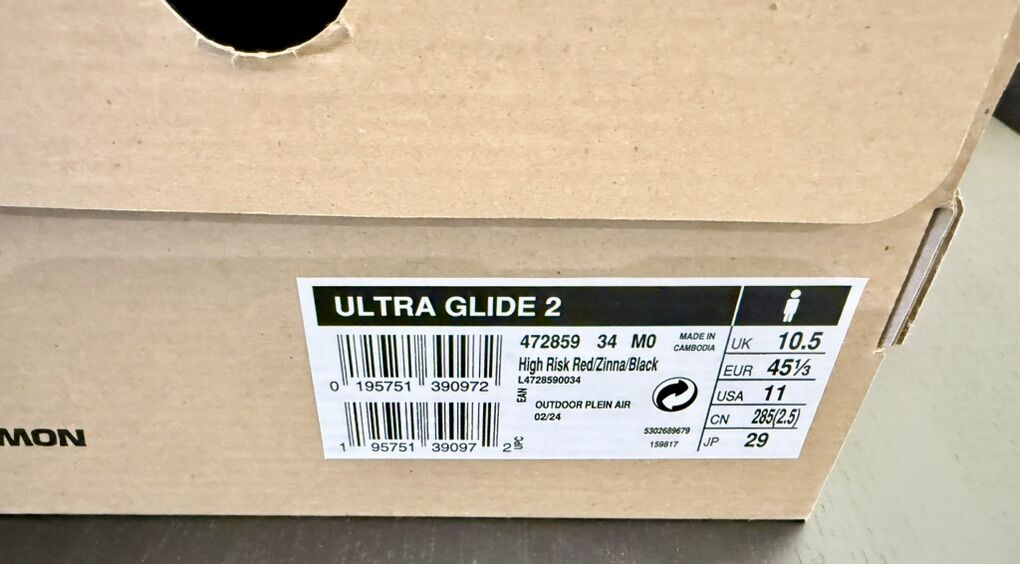 ULTRA GLIDE 2
472859 34 M0
MADE IN
CAMBODIA
High Risk Red/Zinna/Black
L4728590034
0 195751 390972
EAN
OUTDOOR PLEIN AIR
02/24
5302689679
159817
1 95751 39097 2
UPC
UK 10.5
EUR 45⅓
USA 11
CN 285(2.5)
JP 29
MON